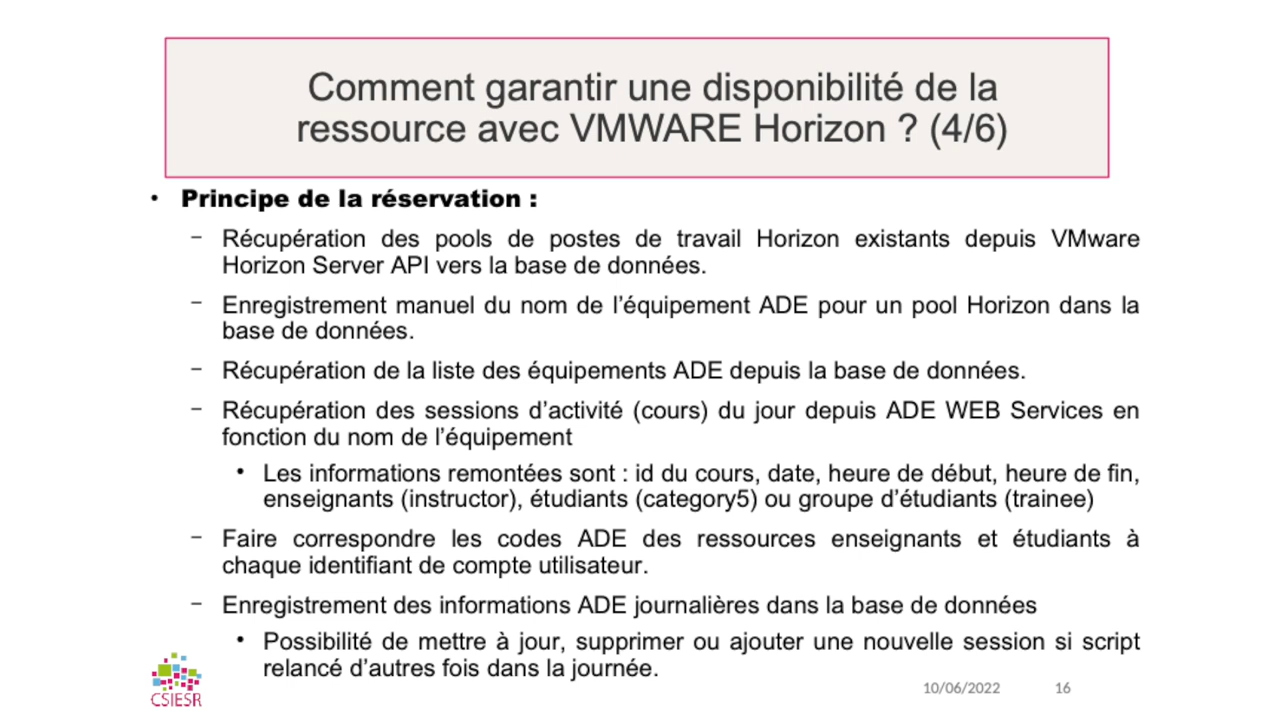 Comment garantir une disponibilité de la
ressource avec VMWARE Horizon ? (4/6)
• Principe de la réservation :
– Récupération des pools de postes de travail Horizon existants depuis VMware
Horizon Server API vers la base de données.
– Enregistrement manuel du nom de l’équipement ADE pour un pool Horizon dans la
base de données.
– Récupération de la liste des équipements ADE depuis la base de données.
– Récupération des sessions d’activité (cours) du jour depuis ADE WEB Services en
fonction du nom de l’équipement
• Les informations remontées sont : id du cours, date, heure de début, heure de fin,
enseignants (instructor), étudiants (category5) ou groupe d’étudiants (trainee)
– Faire correspondre les codes ADE des ressources enseignants et étudiants à
chaque identifiant de compte utilisateur.
– Enregistrement des informations ADE journalières dans la base de données
• Possibilité de mettre à jour, supprimer ou ajouter une nouvelle session si script
relancé d’autres fois dans la journée.
CSIESR
10/06/2022 16